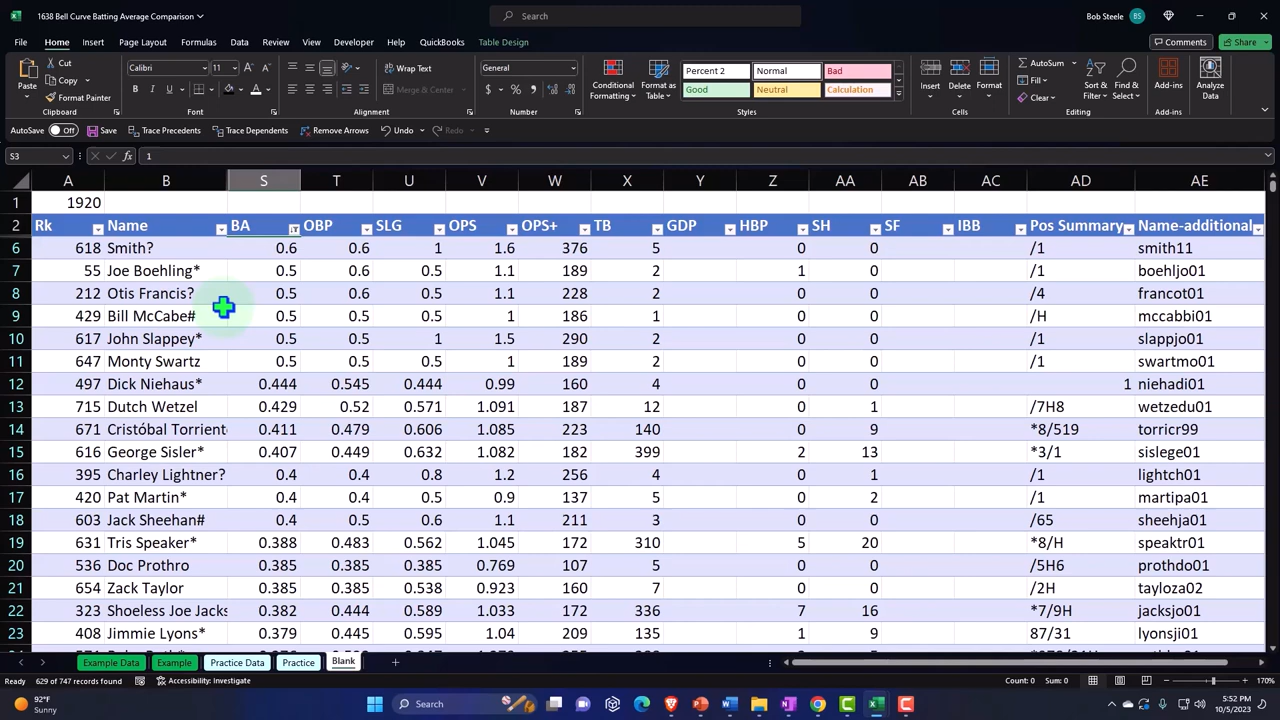 1638 Bell Curve Batting Average Comparison
Search
Bob Steele
BS
File Home Insert Draw Page Layout Formulas Data Review View Developer Help QuickBooks Table Design
Comments
Share
Paste
Cut
Copy
Format Painter
Clipboard
Calibri 11
B I U
Font
Wrap Text
Merge & Center
Alignment
General
Number
Conditional Formatting
Format as Table
Percent 2 Normal Bad
Good Neutral Calculation
Styles
Insert Delete Format
Cells
AutoSum
Fill
Clear
Sort & Filter
Find & Select
Editing
Add-ins
Add-ins
Analyze Data
AutoSave Off Save Trace Precedents Trace Dependents Remove Arrows Undo Redo
S3 fx 1
A B S T U V W X Y Z AA AB AC AD AE
1 1920
2 Rk Name BA OBP SLG OPS OPS+ TB GDP HBP SH SF IBB Pos Summary Name-additional
6 618 Smith? 0.6 0.6 1 1.6 376 5 0 0 /1 smith11
7 55 Joe Boehling* 0.5 0.6 0.5 1.1 189 2 1 0 /1 boehljo01
8 212 Otis Francis? 0.5 0.6 0.5 1.1 228 2 0 0 /4 francot01
9 429 Bill McCabe# 0.5 0.5 0.5 1 186 1 0 0 /H mccabbi01
10 617 John Slappey* 0.5 0.5 1 1.5 290 2 0 0 /1 slappjo01
11 647 Monty Swartz 0.5 0.5 0.5 1 189 2 0 0 /1 swartmo01
12 497 Dick Niehaus* 0.444 0.545 0.444 0.99 160 4 0 0 1 niehadi01
13 715 Dutch Wetzel 0.429 0.52 0.571 1.091 187 12 0 1 /7H8 wetzedu01
14 671 Cristóbal Torrient 0.411 0.479 0.606 1.085 223 140 0 9 *8/519 torricr99
15 616 George Sisler* 0.407 0.449 0.632 1.082 182 399 2 13 *3/1 sislege01
16 395 Charley Lightner? 0.4 0.4 0.8 1.2 256 4 0 1 /1 lightch01
17 420 Pat Martin* 0.4 0.4 0.5 0.9 137 5 0 2 /1 martipa01
18 603 Jack Sheehan# 0.4 0.5 0.6 1.1 211 3 0 0 /65 sheehja01
19 631 Tris Speaker* 0.388 0.483 0.562 1.045 172 310 5 20 *8/H speaktr01
20 536 Doc Prothro 0.385 0.385 0.385 0.769 107 5 0 0 /5H6 prothdo01
21 654 Zack Taylor 0.385 0.385 0.538 0.923 160 7 0 0 /2H tayloza02
22 323 Shoeless Joe Jacks 0.382 0.444 0.589 1.033 172 336 7 16 *7/9H jacksjo01
23 408 Jimmie Lyons* 0.379 0.445 0.595 1.04 209 135 1 9 87/31 lyonsji01
Example Data Example Practice Data Practice Blank
Ready 629 of 747 records found Accessibility: Investigate Count: 0 Sum: 0 170%
92°F
Sunny
Search
5:52 PM
10/5/2023